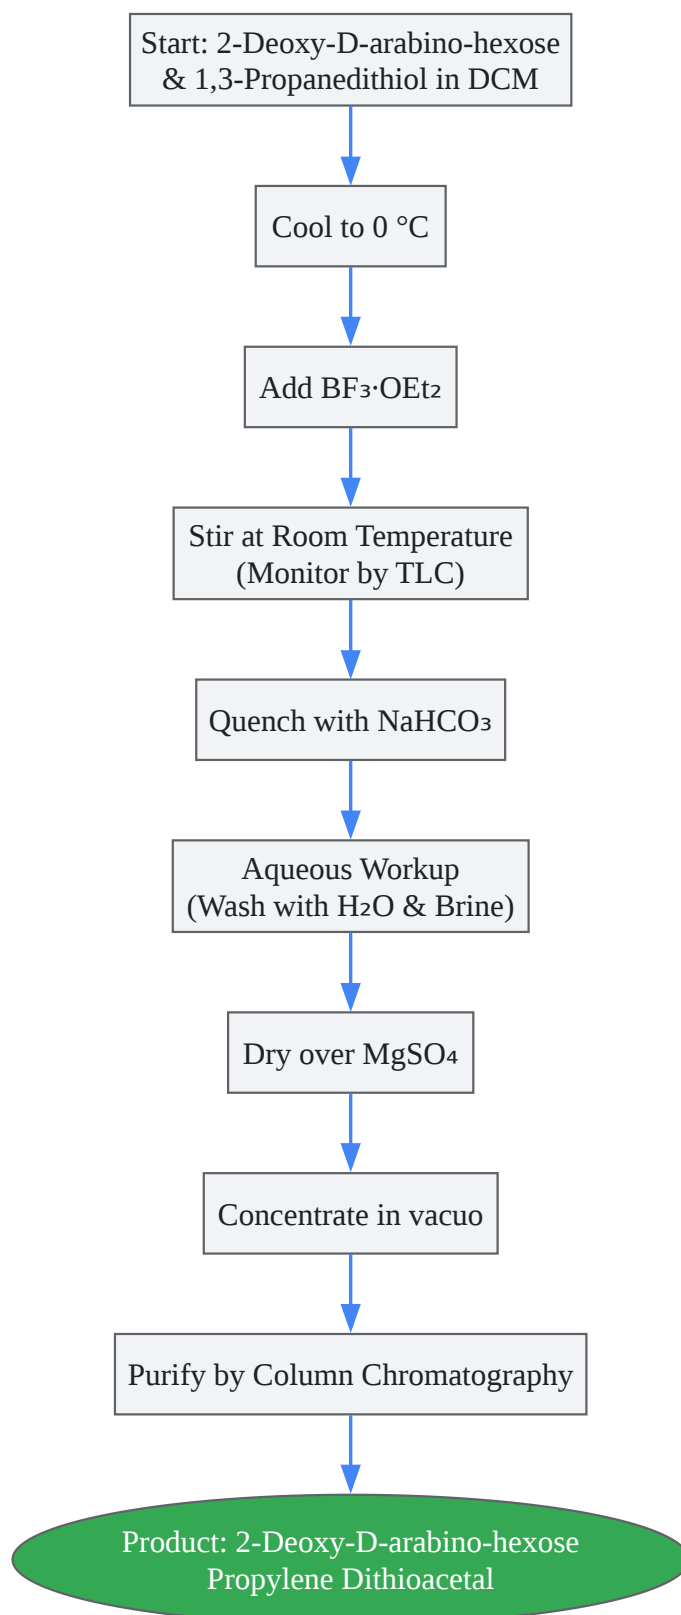 Start: 2-Deoxy-D-arabino-hexose
& 1,3-Propanedithiol in DCM
Cool to 0 °C
Add BF₃·OEt₂
Stir at Room Temperature
(Monitor by TLC)
Quench with NaHCO₃
Aqueous Workup
(Wash with H₂O & Brine)
Dry over MgSO₄
Concentrate in vacuo
Purify by Column Chromatography
Product: 2-Deoxy-D-arabino-hexose
Propylene Dithioacetal